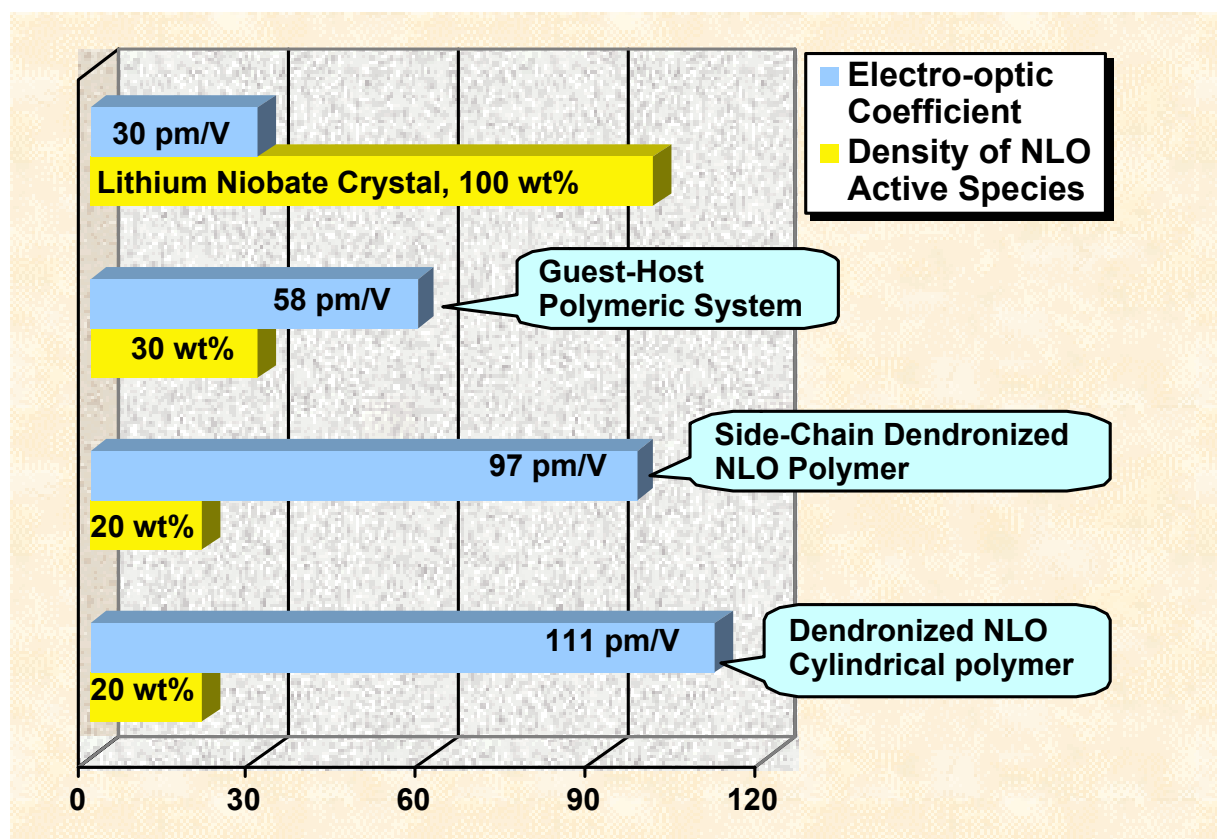 30 pm/V
Lithium Niobate Crystal, 100 wt%
58 pm/V
30 wt%
Guest-Host
Polymeric System
97 pm/V
20 wt%
Side-Chain Dendronized
NLO Polymer
111 pm/V
20 wt%
Dendronized NLO
Cylindrical polymer
0 30 60 90 120
Electro-optic
Coefficient
Density of NLO
Active Species